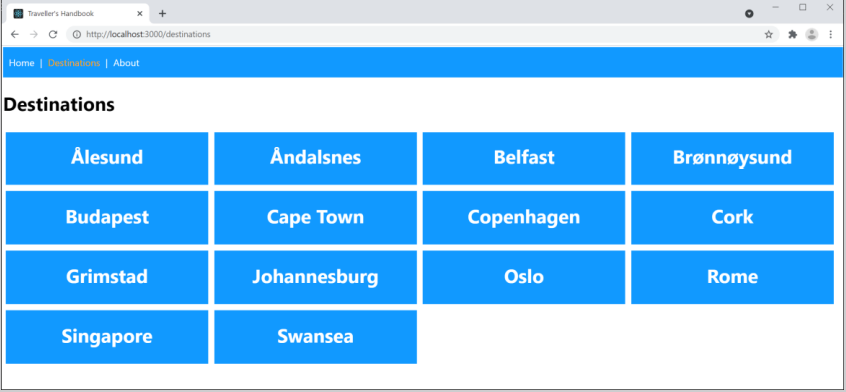 Traveller's Handbook
http://localhost:3000/destinations
Home | Destinations | About
Destinations
Ålesund Åndalsnes Belfast Brønnøysund
Budapest Cape Town Copenhagen Cork
Grimstad Johannesburg Oslo Rome
Singapore Swansea